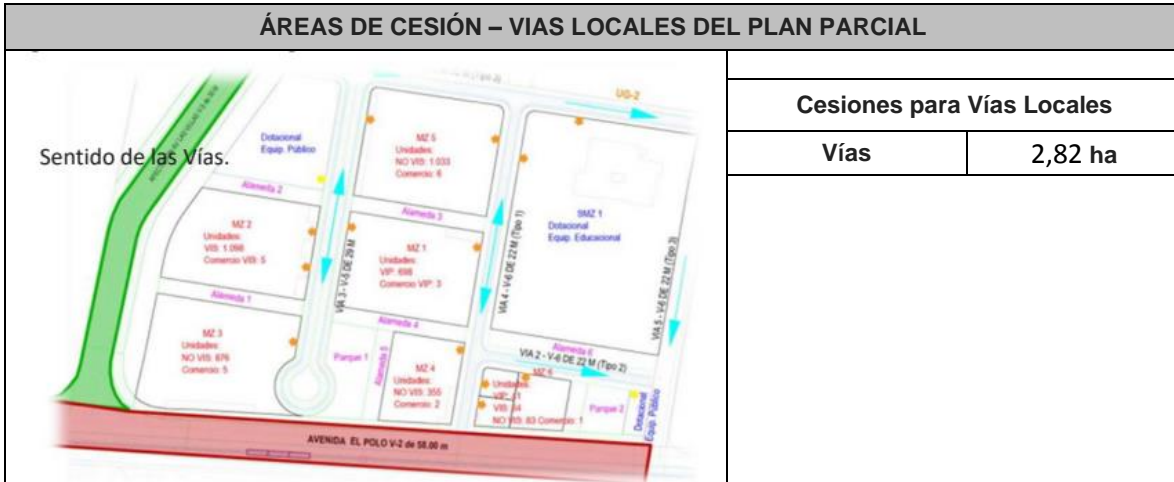 ÁREAS DE CESIÓN – VIAS LOCALES DEL PLAN PARCIAL
Cesiones para Vías Locales
Vías 2,82 ha
Sentido de las Vías.
UG-2
Dotacional
Equip. Público
MZ 5
Unidades:
NO VIS: 1.033
Comercio: 6
Alameda 2
Alameda 3
SMZ 1
Dotacional
Equip. Educacional
MZ 2
Unidades:
VIS: 1.098
Comercio VIS: 5
VIA 3 - V-5 DE 29 M
MZ 1
Unidades:
VIP: 698
Comercio VIP: 3
VIA 4 - V-6 DE 22 M (Tipo 1)
VIA 5 - V-6 DE 22 M (Tipo 3)
Alameda 1
Alameda 4
MZ 3
Unidades:
NO VIS: 876
Comercio: 5
Parque 1
Alameda 5
MZ 4
Unidades:
NO VIS: 355
Comercio: 2
Alameda 6
VIA 2 - V-6 DE 22 M (Tipo 2)
MZ 6
Unidades:
NO VIS: 83 Comercio: 1
Parque 2
Dotacional
Equip. Público
AVENIDA EL POLO V-2 de 58.00 m